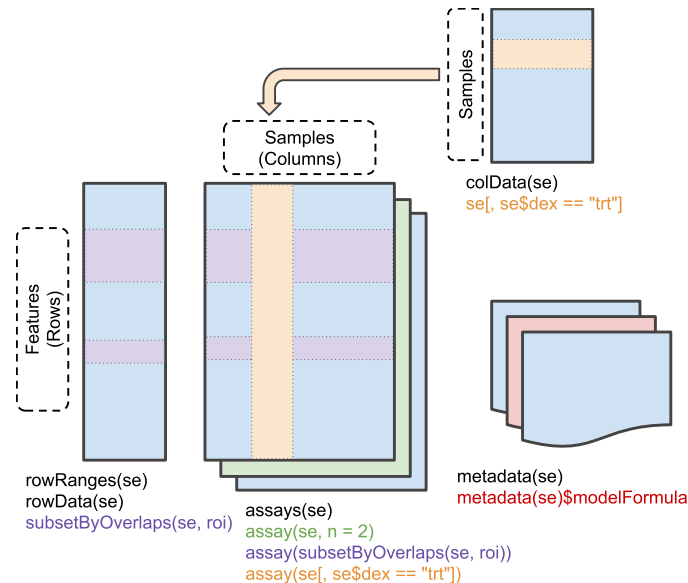 Samples
colData(se)
se[, se$dex == "trt"]
Samples
(Columns)
Features
(Rows)
rowRanges(se)
rowData(se)
subsetByOverlaps(se, roi)
assays(se)
assay(se, n = 2)
assay(subsetByOverlaps(se, roi))
assay(se[, se$dex == "trt"])
metadata(se)
metadata(se)$modelFormula